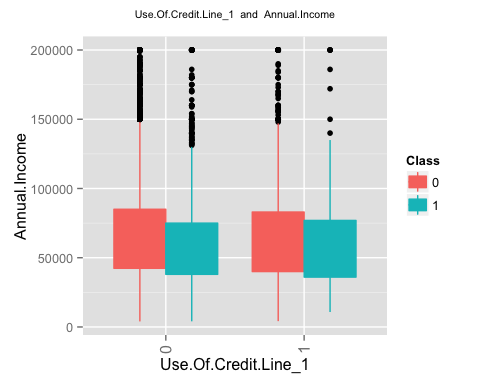 Use.Of.Credit.Line_1 and Annual.Income
200000
150000
100000
50000
0
Annual.Income
0
1
Use.Of.Credit.Line_1
Class
0
1